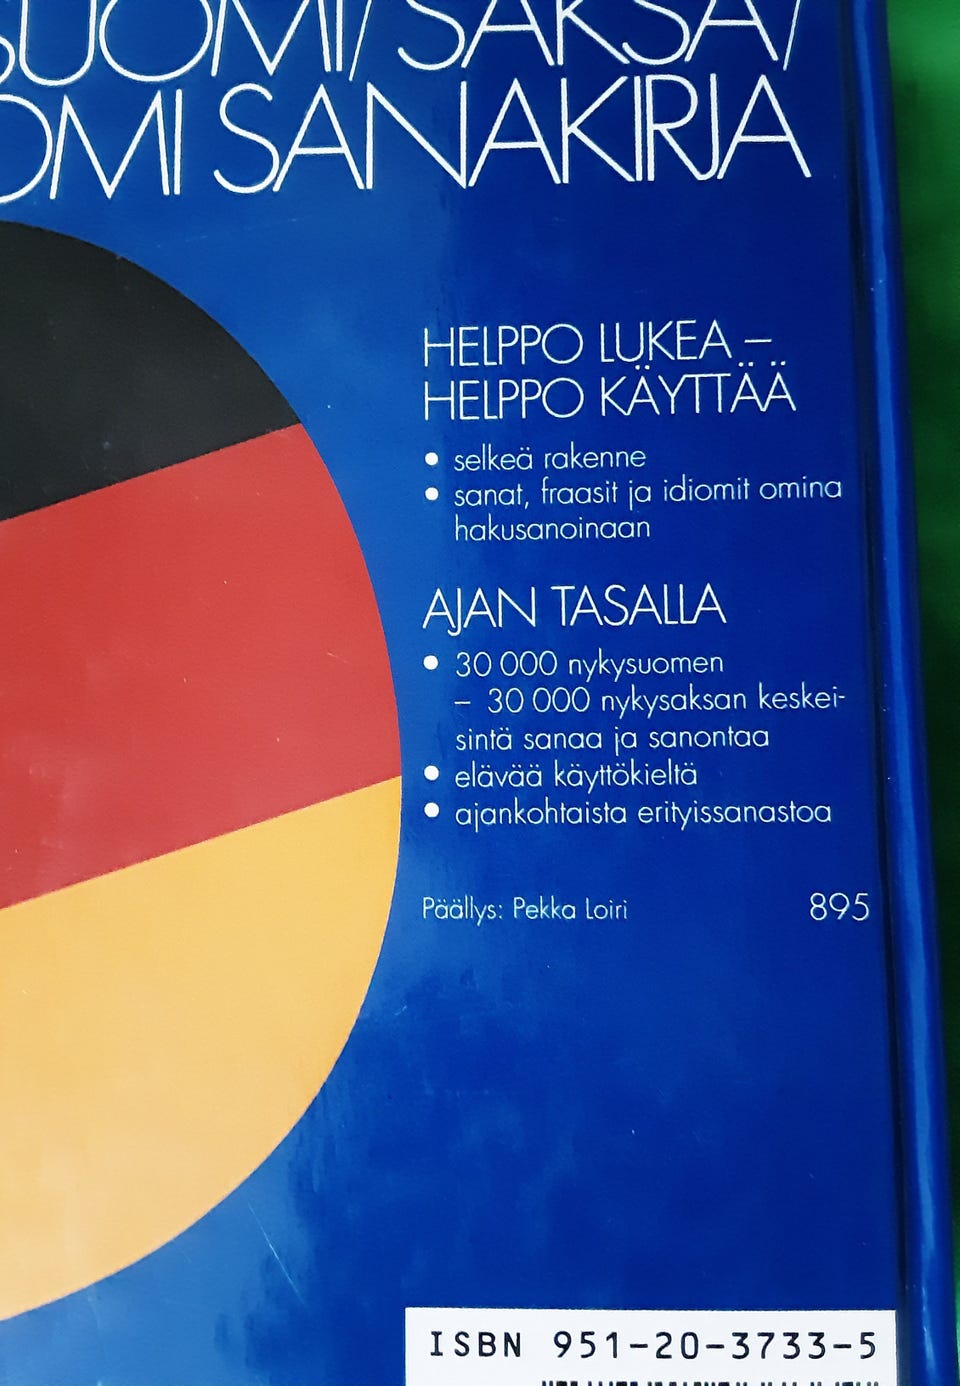 SUOMI/SAKSA/
OMI SANAKIRJA
HELPPO LUKEA –
HELPPO KÄYTTÄÄ
• selkeä rakenne
• sanat, fraasit ja idiomit omina
hakusanoinaan
AJAN TASALLA
• 30 000 nykysuomen
– 30 000 nykysaksan keskei-
sintä sanaa ja sanontaa
• elävää käyttökieltä
• ajankohtaista erityissanastoa
Päällys: Pekka Loiri
895
ISBN 951-20-3733-5